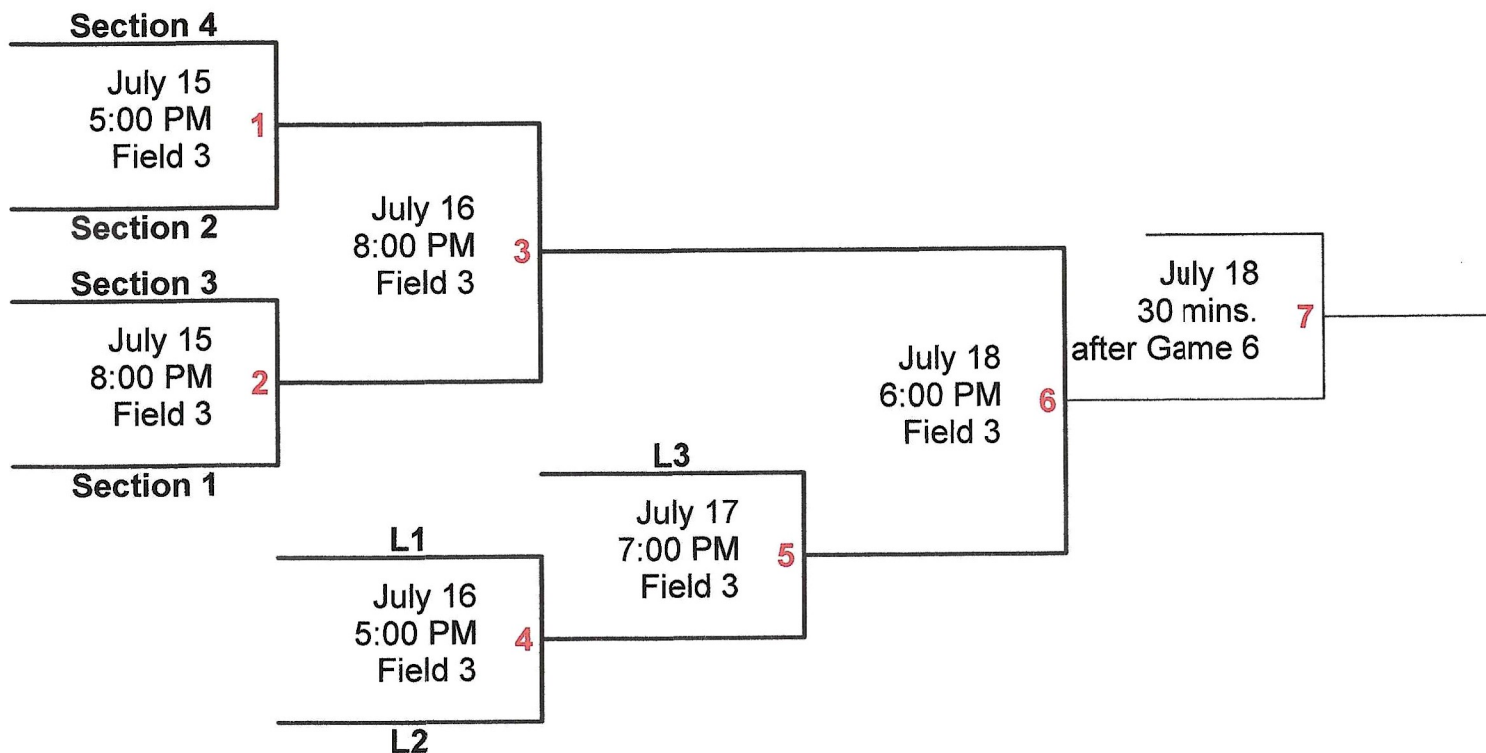 Section 4
July 15
5:00 PM
Field 3
1
Section 2
Section 3
July 15
8:00 PM
Field 3
2
Section 1
July 16
8:00 PM
Field 3
3
L1
July 16
5:00 PM
Field 3
4
L2
L3
July 17
7:00 PM
Field 3
5
July 18
6:00 PM
Field 3
6
July 18
30 mins.
after Game 6
7